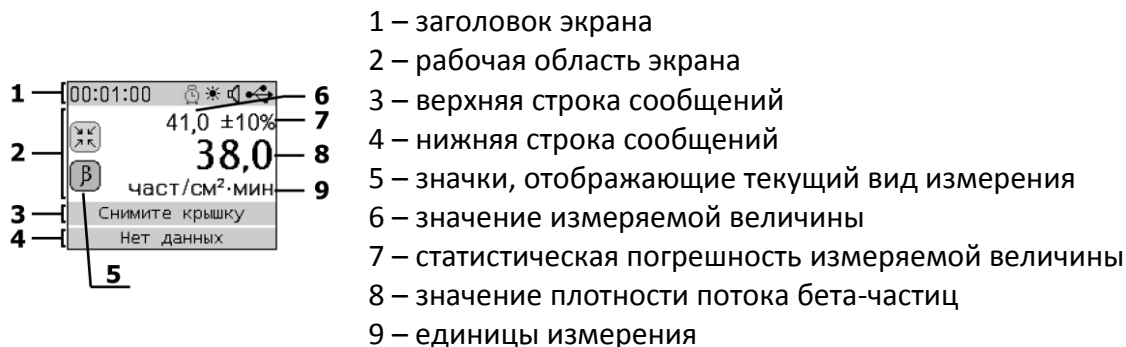 1 – заголовок экрана
2 – рабочая область экрана
3 – верхняя строка сообщений
4 – нижняя строка сообщений
5 – значки, отображающие текущий вид измерения
6 – значение измеряемой величины
7 – статистическая погрешность измеряемой величины
8 – значение плотности потока бета-частиц
9 – единицы измерения
1
00:01:00
6
41,0 ±10%
7
2
38,0
8
β
част/см²·мин
9
3
Снимите крышку
4
Нет данных
5